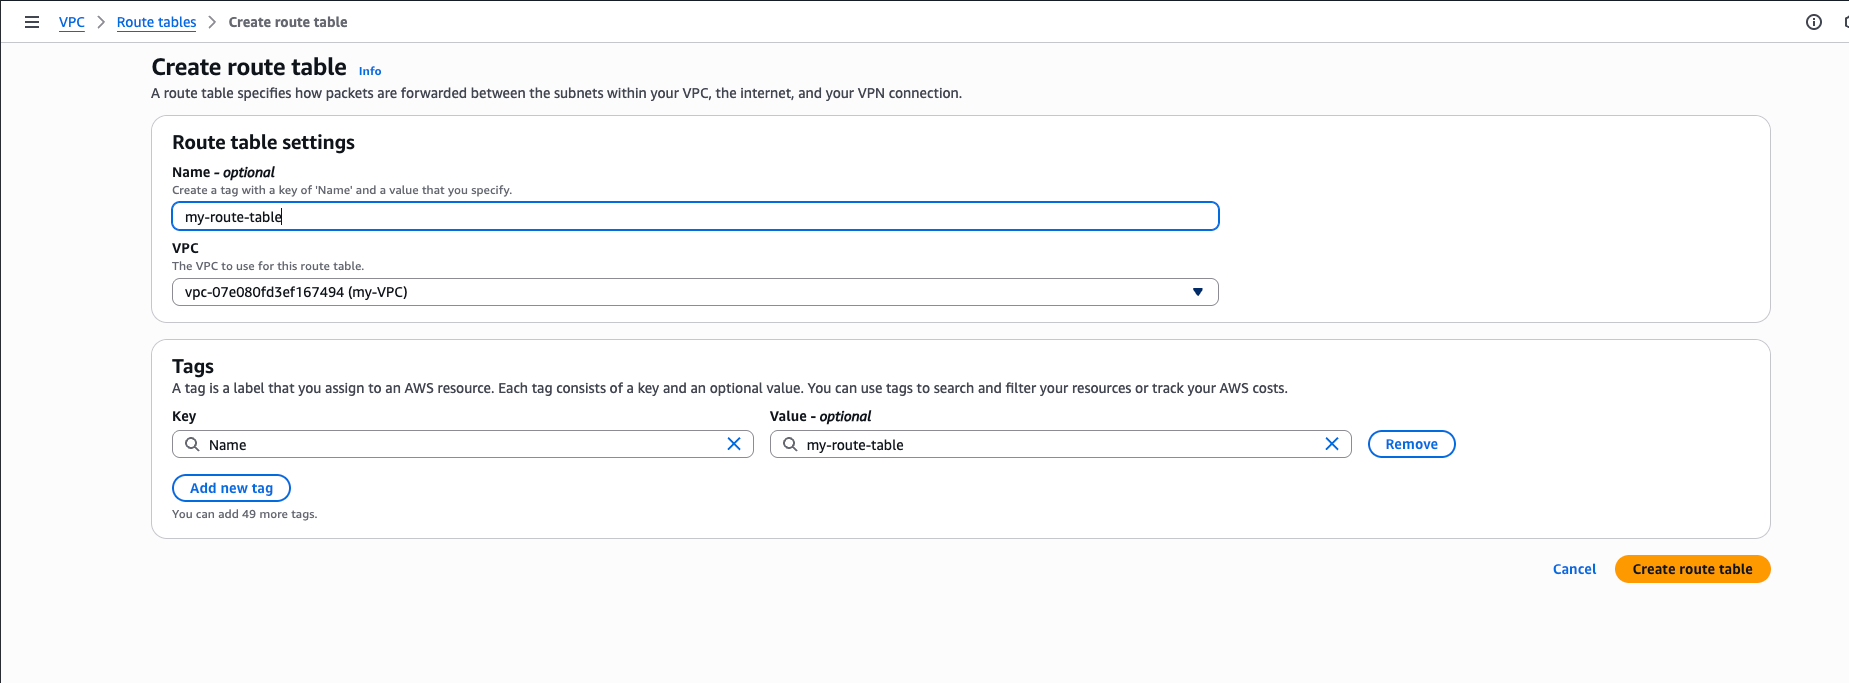 VPC > Route tables > Create route table
Create route table Info
A route table specifies how packets are forwarded between the subnets within your VPC, the internet, and your VPN connection.
Route table settings
Name - optional
Create a tag with a key of 'Name' and a value that you specify.
my-route-table
VPC
The VPC to use for this route table.
vpc-07e080fd3ef167494 (my-VPC)
Tags
A tag is a label that you assign to an AWS resource. Each tag consists of a key and an optional value. You can use tags to search and filter your resources or track your AWS costs.
Key Value - optional
Name my-route-table Remove
Add new tag
You can add 49 more tags.
Cancel Create route table